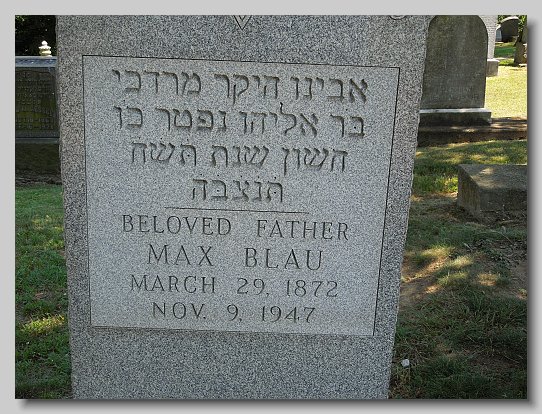 אבינו היקר מרדכי
בר אליהו נפטר כו
חשון שנת תשח
תנצבה
BELOVED FATHER
MAX BLAU
MARCH 29, 1872
NOV. 9, 1947